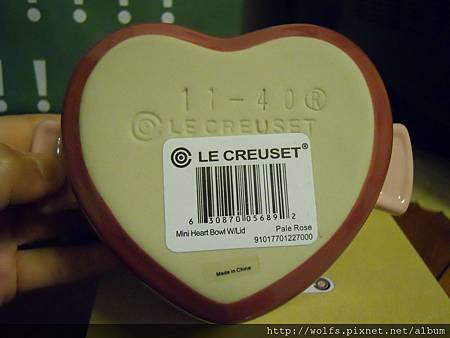 11-40®
LE CREUSET
LE CREUSET®
6 30870 05689 2
Mini Heart Bowl W/Lid Pale Rose
91017701227000
Made in China
http://wolfs.pixnet.net/album